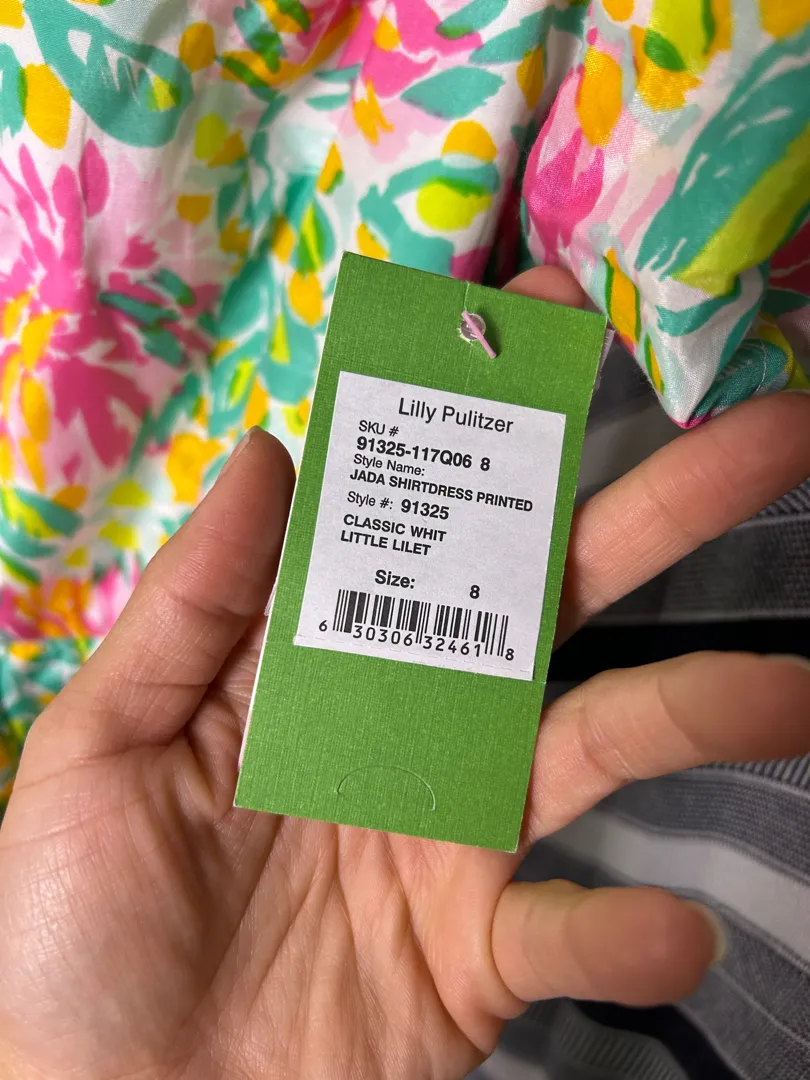 Lilly Pulitzer
SKU #
91325-117Q06 8
Style Name:
JADA SHIRTDRESS PRINTED
Style #: 91325
CLASSIC WHIT
LITTLE LILET
Size: 8
6 30306 32461 8